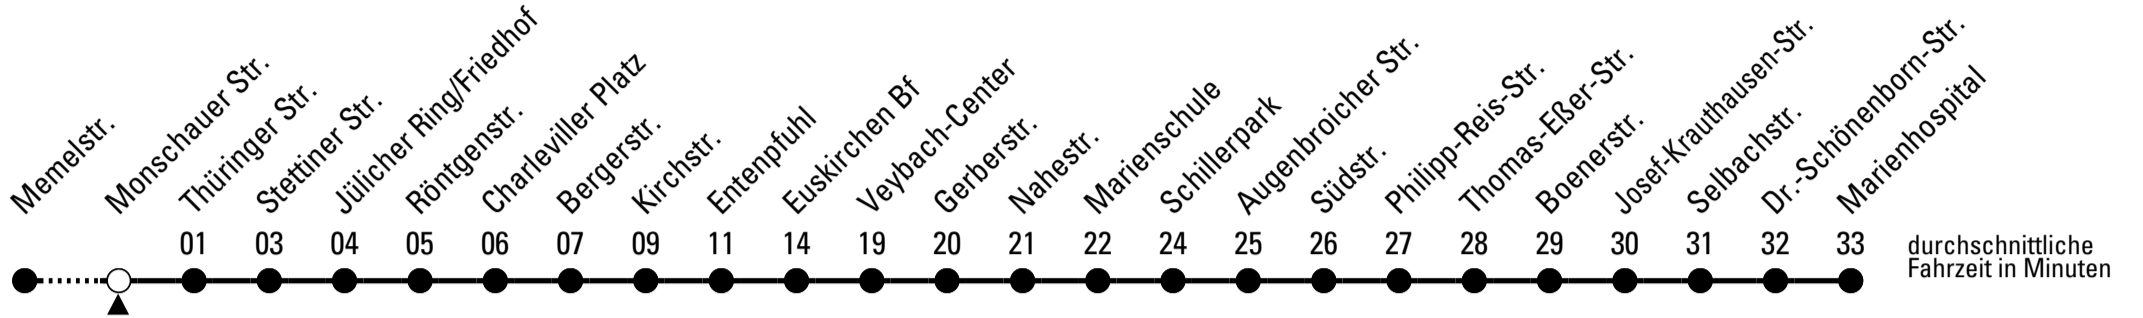 Memelstr.
Monschauer Str.
Thüringer Str.
Stettiner Str.
Jülicher Ring/Friedhof
Röntgenstr.
Charleviller Platz
Bergerstr.
Kirchstr.
Entenpfuhl
Euskirchen Bf
Veybach-Center
Gerberstr.
Nahestr.
Marienschule
Schillerpark
Augenbroicher Str.
Südstr.
Philipp-Reis-Str.
Thomas-Eßer-Str.
Boenerstr.
Josef-Krauthausen-Str.
Selbachstr.
Dr.-Schönenborn-Str.
Marienhospital
01 03 04 05 06 07 09 11 14 19 20 21 22 24 25 26 27 28 29 30 31 32 33
durchschnittliche
Fahrzeit in Minuten